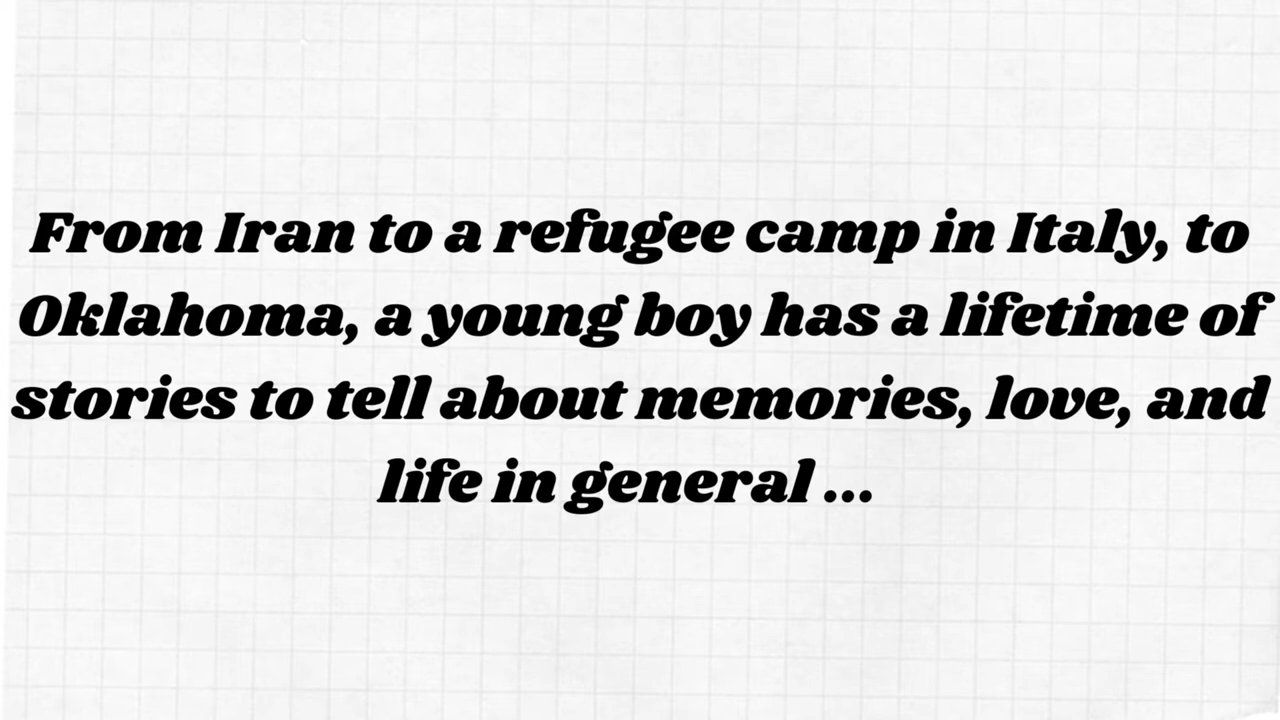 From Iran to a refugee camp in Italy, to
Oklahoma, a young boy has a lifetime of
stories to tell about memories, love, and
life in general ...